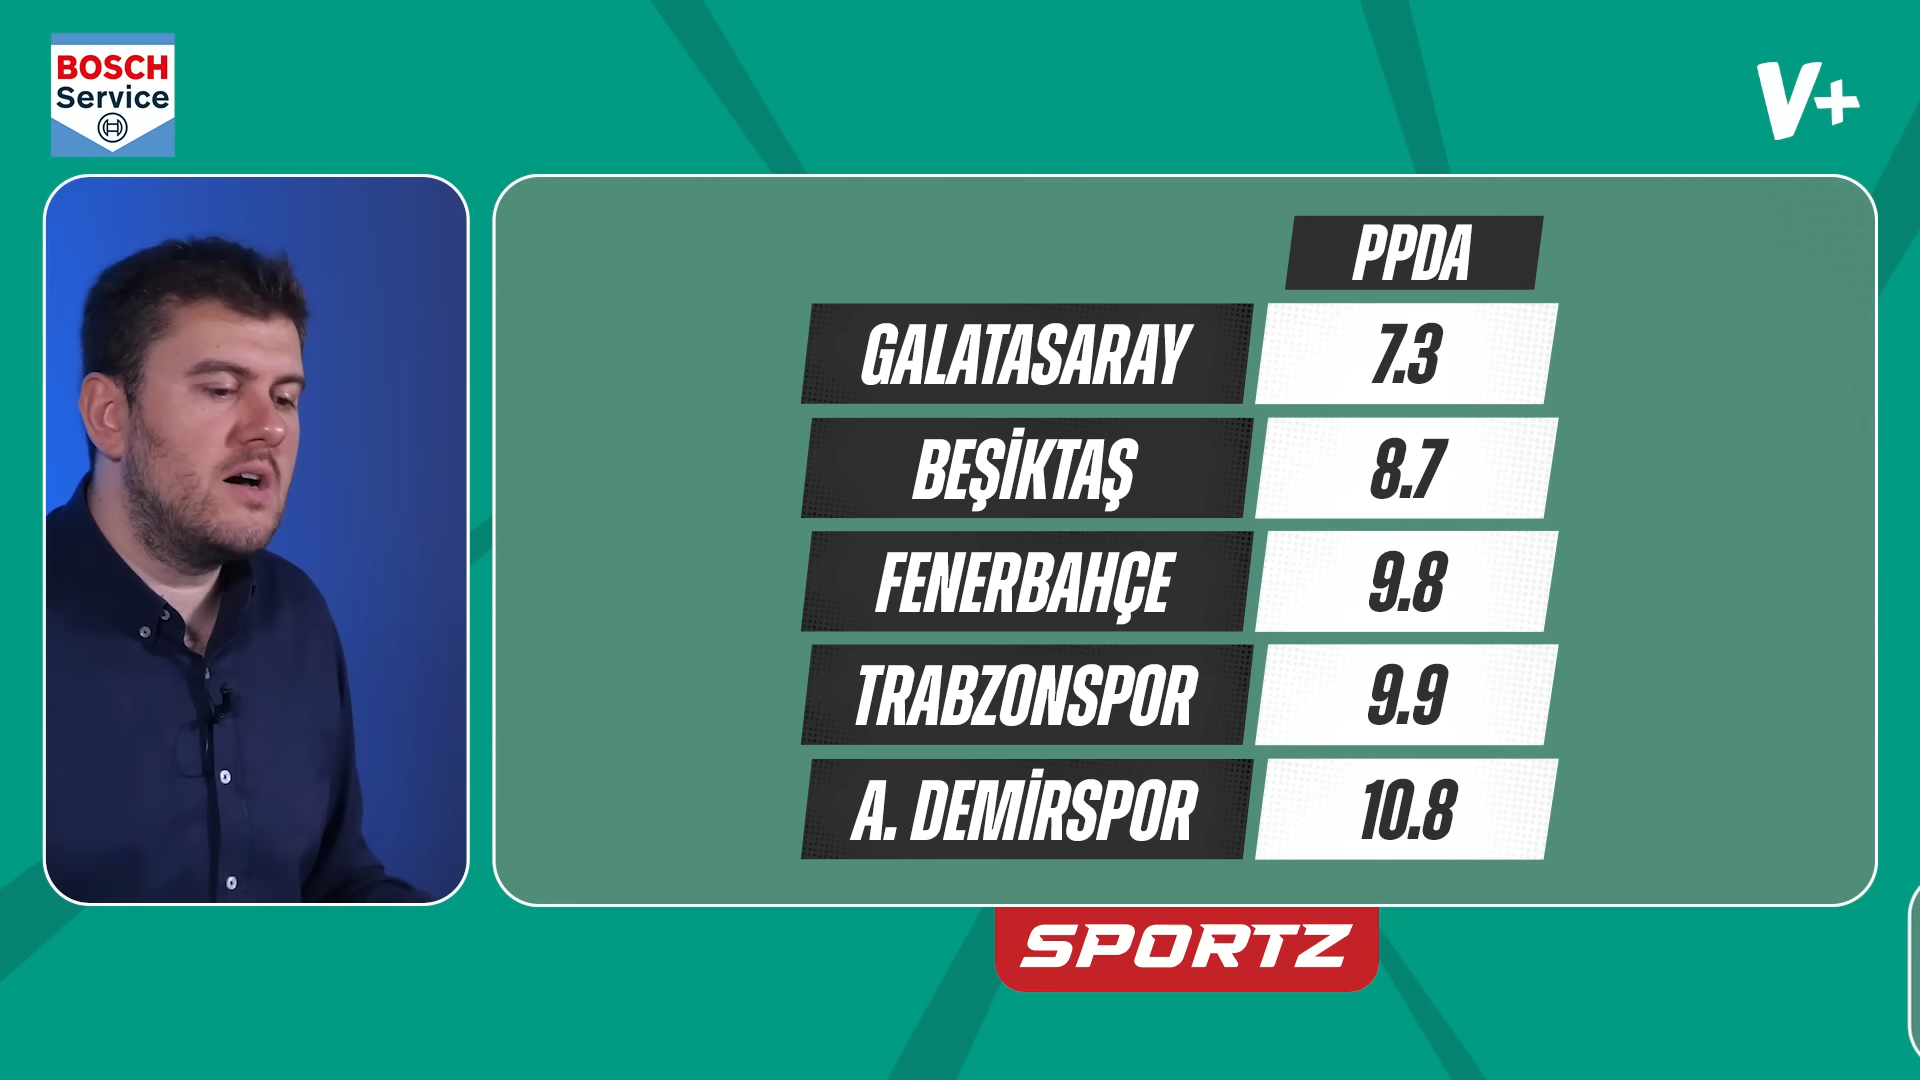 BOSCH
Service
V+
PPDA
GALATASARAY 7.3
BEŞİKTAŞ 8.7
FENERBAHÇE 9.8
TRABZONSPOR 9.9
A. DEMİRSPOR 10.8
SPORTZ